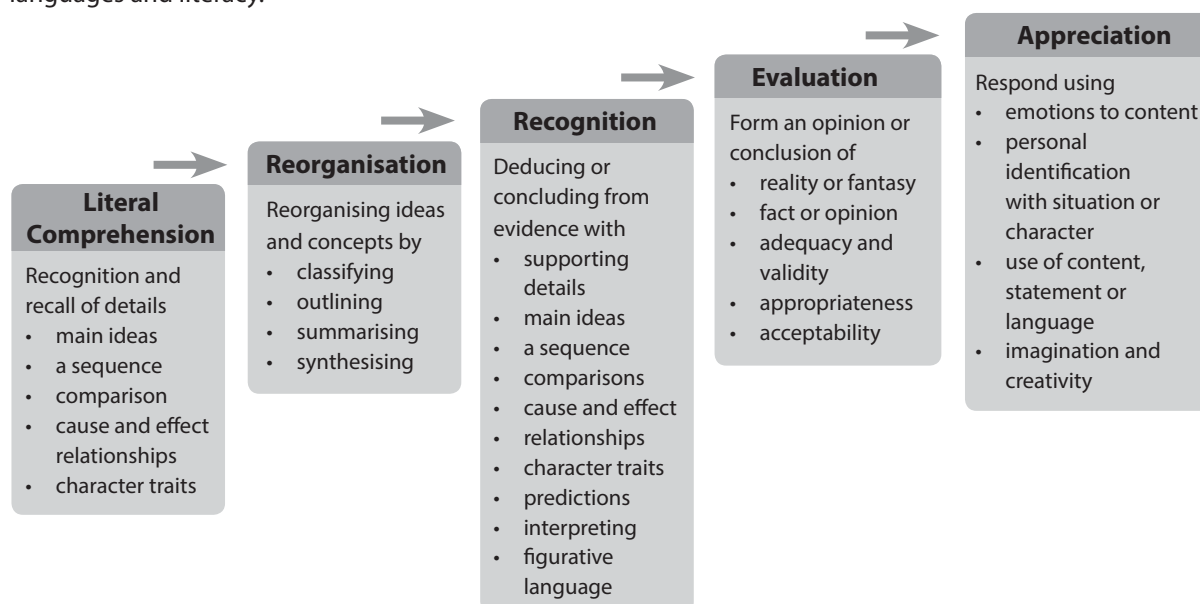 languages and literacy.
Literal
Comprehension
Recognition and
recall of details
• main ideas
• a sequence
• comparison
• cause and effect
relationships
• character traits
Reorganisation
Reorganising ideas
and concepts by
• classifying
• outlining
• summarising
• synthesising
Recognition
Deducing or
concluding from
evidence with
• supporting
details
• main ideas
• a sequence
• comparisons
• cause and effect
• relationships
• character traits
• predictions
• interpreting
• figurative
language
Evaluation
Form an opinion or
conclusion of
• reality or fantasy
• fact or opinion
• adequacy and
validity
• appropriateness
• acceptability
Appreciation
Respond using
• emotions to content
• personal
identification
with situation or
character
• use of content,
statement or
language
• imagination and
creativity